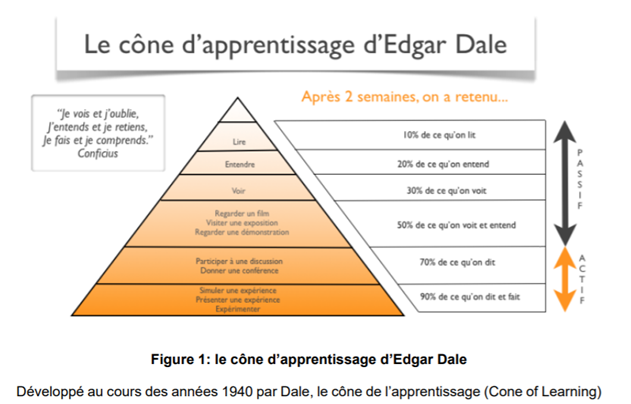 Le cône d'apprentissage d'Edgar Dale
Après 2 semaines, on a retenu...
"Je vois et j'oublie,
J'entends et je retiens,
Je fais et je comprends."
Conficius
Lire
Entendre
Voir
Regarder un film
Visiter une exposition
Regarder une démonstration
Participer à une discussion
Donner une conférence
Simuler une expérience
Présenter une expérience
Expérimenter
10% de ce qu'on lit
20% de ce qu'on entend
30% de ce qu'on voit
50% de ce qu'on voit et entend
70% de ce qu'on dit
90% de ce qu'on dit et fait
PASSIF
ACTIF
Figure 1: le cône d'apprentissage d'Edgar Dale
Développé au cours des années 1940 par Dale, le cône de l'apprentissage (Cone of Learning)